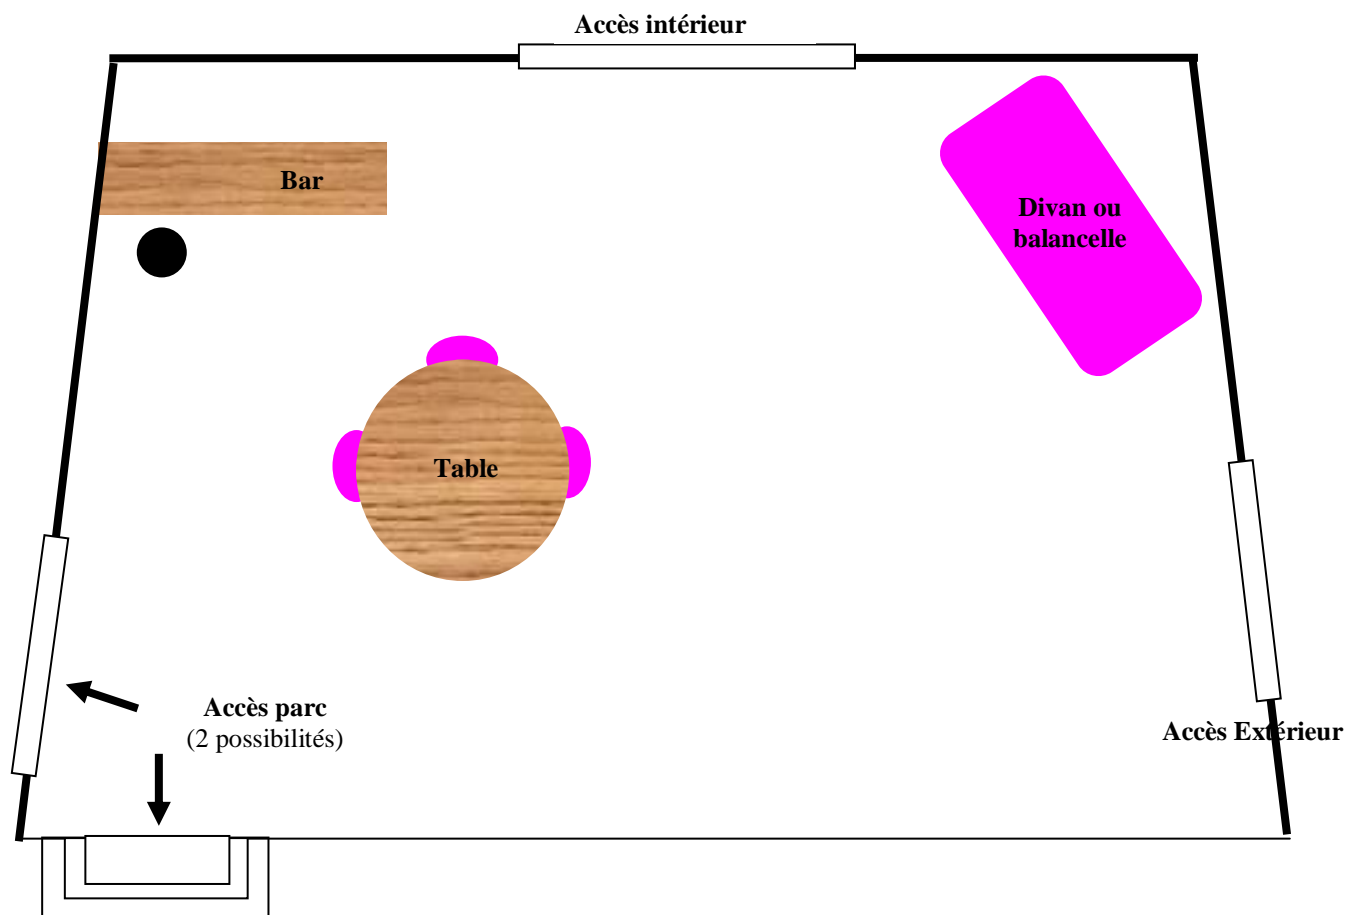 Accès intérieur
Bar
Divan ou
balancelle
Table
Accès parc
(2 possibilités)
Accès Extérieur